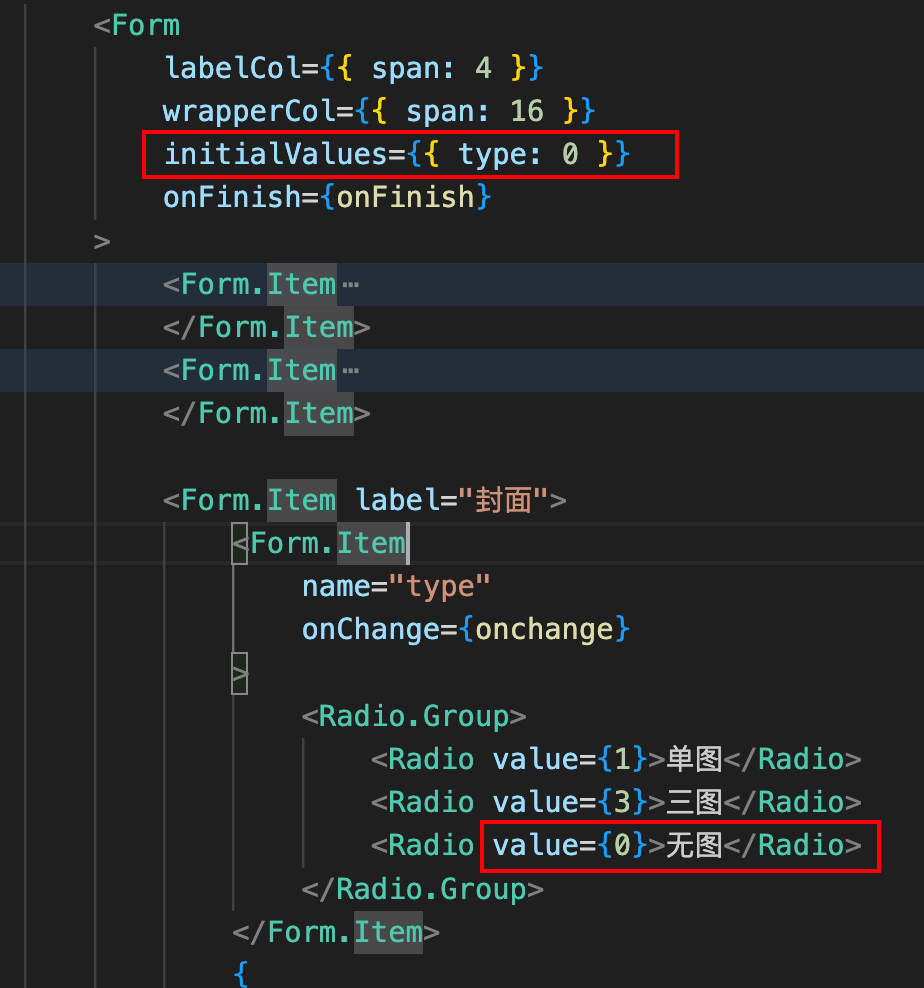 <Form
labelCol={{ span: 4 }}
wrapperCol={{ span: 16 }}
initialValues={{ type: 0 }}
onFinish={onFinish}
>
<Form.Item…
</Form.Item>
<Form.Item…
</Form.Item>
<Form.Item label="封面">
<Form.Item
name="type"
onChange={onchange}
>
<Radio.Group>
<Radio value={1}>单图</Radio>
<Radio value={3}>三图</Radio>
<Radio value={0}>无图</Radio>
</Radio.Group>
</Form.Item>
{